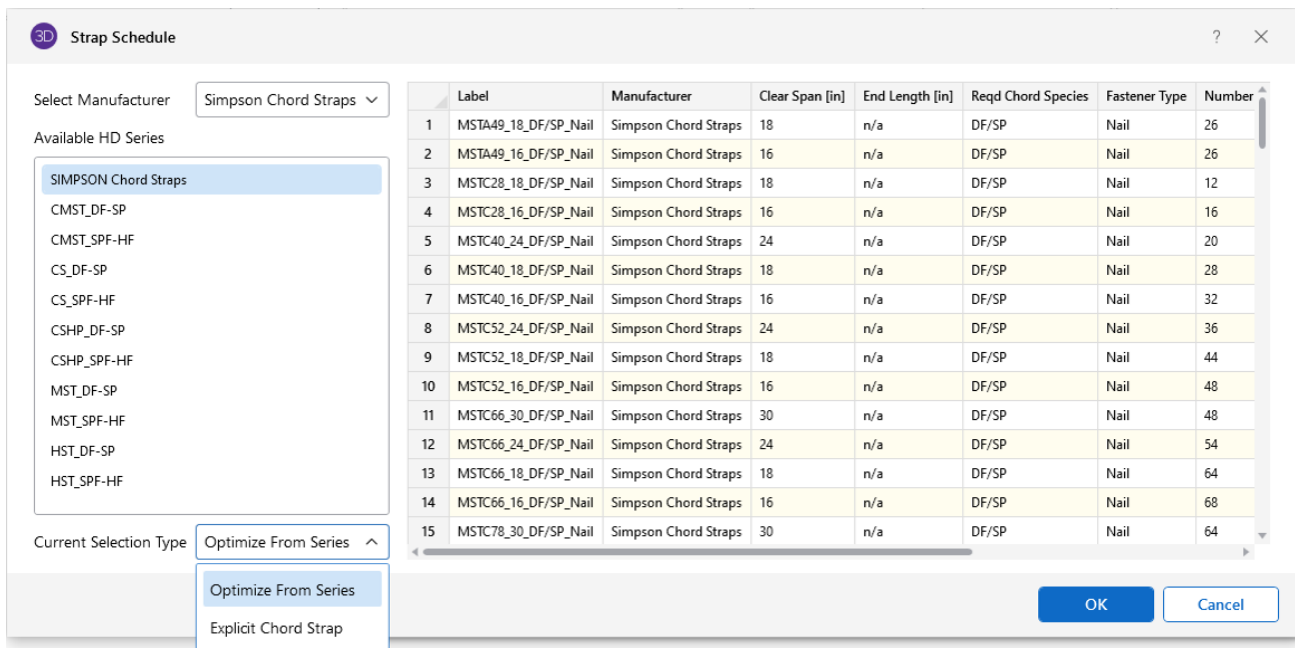 3D Strap Schedule ?
Select Manufacturer Simpson Chord Straps
Available HD Series
SIMPSON Chord Straps
CMST_DF-SP
CMST_SPF-HF
CS_DF-SP
CS_SPF-HF
CSHP_DF-SP
CSHP_SPF-HF
MST_DF-SP
MST_SPF-HF
HST_DF-SP
HST_SPF-HF
Current Selection Type Optimize From Series
Optimize From Series
Explicit Chord Strap
Label Manufacturer Clear Span [in] End Length [in] Reqd Chord Species Fastener Type Number
1 MSTA49_18_DF/SP_Nail Simpson Chord Straps 18 n/a DF/SP Nail 26
2 MSTA49_16_DF/SP_Nail Simpson Chord Straps 16 n/a DF/SP Nail 26
3 MSTC28_18_DF/SP_Nail Simpson Chord Straps 18 n/a DF/SP Nail 12
4 MSTC28_16_DF/SP_Nail Simpson Chord Straps 16 n/a DF/SP Nail 16
5 MSTC40_24_DF/SP_Nail Simpson Chord Straps 24 n/a DF/SP Nail 20
6 MSTC40_18_DF/SP_Nail Simpson Chord Straps 18 n/a DF/SP Nail 28
7 MSTC40_16_DF/SP_Nail Simpson Chord Straps 16 n/a DF/SP Nail 32
8 MSTC52_24_DF/SP_Nail Simpson Chord Straps 24 n/a DF/SP Nail 36
9 MSTC52_18_DF/SP_Nail Simpson Chord Straps 18 n/a DF/SP Nail 44
10 MSTC52_16_DF/SP_Nail Simpson Chord Straps 16 n/a DF/SP Nail 48
11 MSTC66_30_DF/SP_Nail Simpson Chord Straps 30 n/a DF/SP Nail 48
12 MSTC66_24_DF/SP_Nail Simpson Chord Straps 24 n/a DF/SP Nail 54
13 MSTC66_18_DF/SP_Nail Simpson Chord Straps 18 n/a DF/SP Nail 64
14 MSTC66_16_DF/SP_Nail Simpson Chord Straps 16 n/a DF/SP Nail 68
15 MSTC78_30_DF/SP_Nail Simpson Chord Straps 30 n/a DF/SP Nail 64
OK Cancel